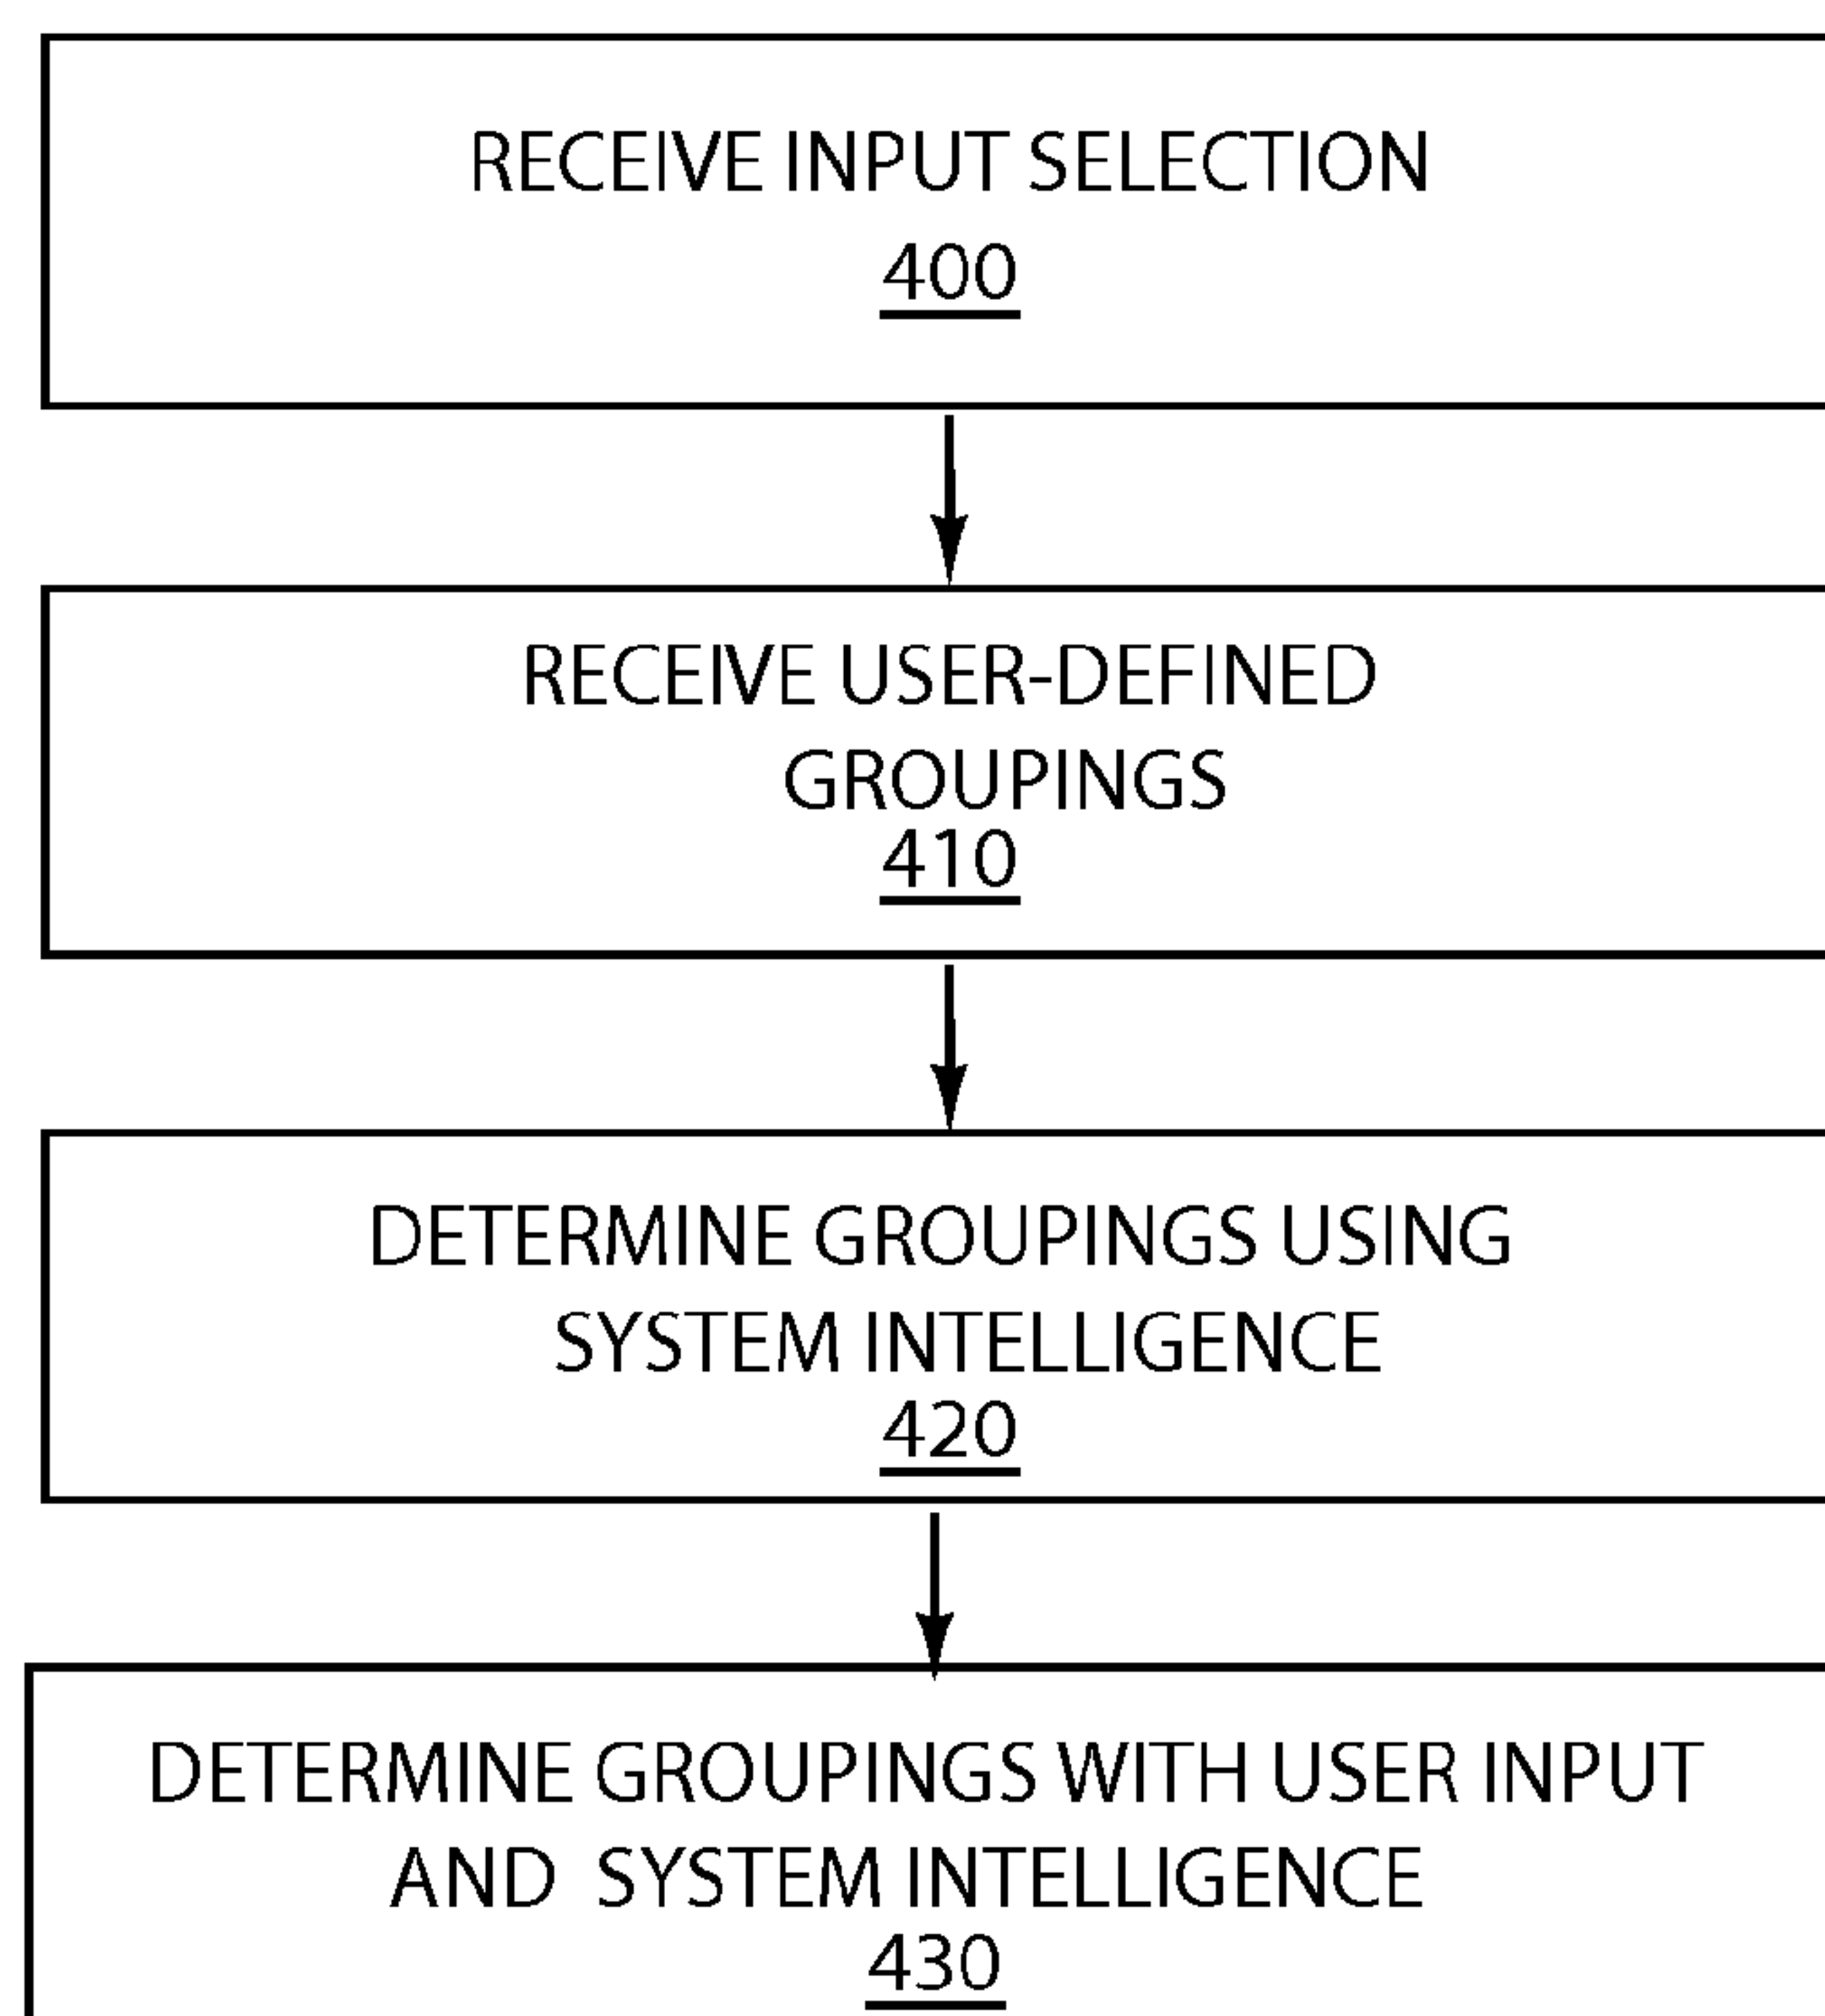 RECEIVE INPUT SELECTION
400
RECEIVE USER-DEFINED
GROUPINGS
410
DETERMINE GROUPINGS USING
SYSTEM INTELLIGENCE
420
DETERMINE GROUPINGS WITH USER INPUT
AND SYSTEM INTELLIGENCE
430